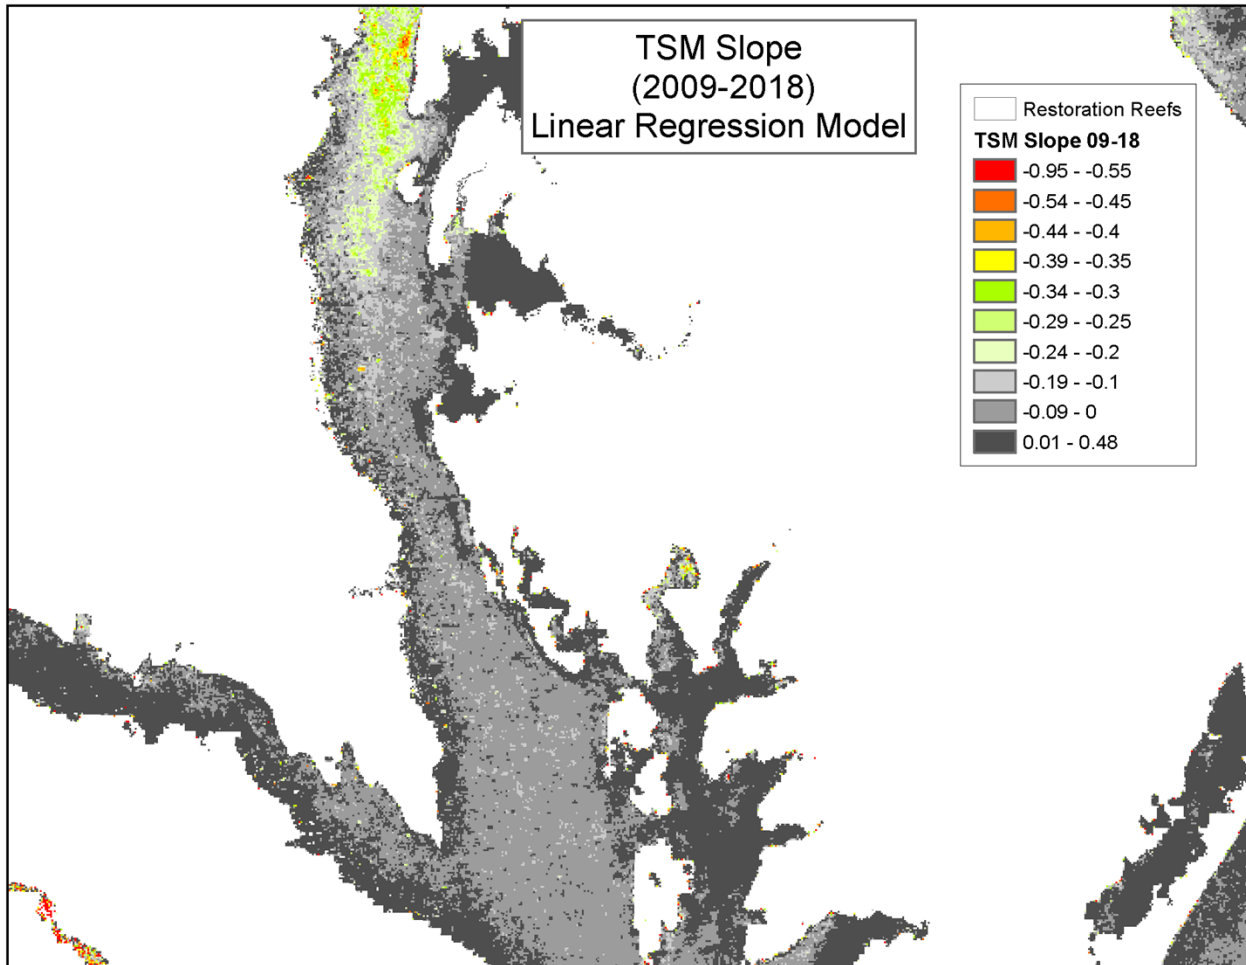 TSM Slope
(2009-2018)
Linear Regression Model
Restoration Reefs
TSM Slope 09-18
-0.95 - -0.55
-0.54 - -0.45
-0.44 - -0.4
-0.39 - -0.35
-0.34 - -0.3
-0.29 - -0.25
-0.24 - -0.2
-0.19 - -0.1
-0.09 - 0
0.01 - 0.48